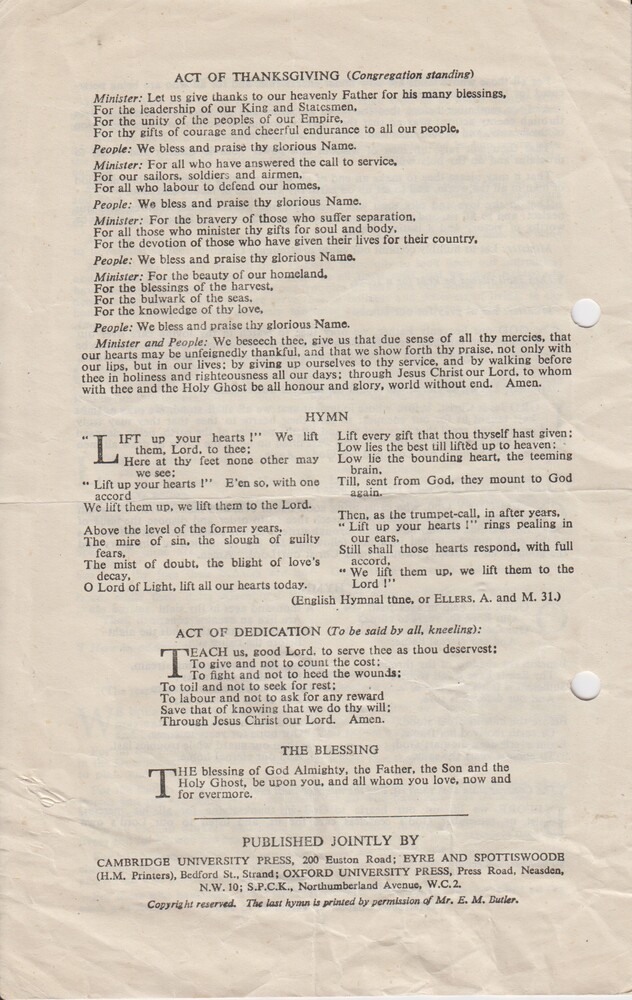 ACT OF THANKSGIVING (Congregation standing)
Minister: Let us give thanks to our heavenly Father for his many blessings,
For the leadership of our King and Statesmen,
For the unity of the peoples of our Empire,
For thy gifts of courage and cheerful endurance to all our people,
People: We bless and praise thy glorious Name.
Minister: For all who have answered the call to service,
For our sailors, soldiers and airmen,
For all who labour to defend our homes,
People: We bless and praise thy glorious Name.
Minister: For the bravery of those who suffer separation,
For all those who minister thy gifts for soul and body,
For the devotion of those who have given their lives for their country,
People: We bless and praise thy glorious Name.
Minister: For the beauty of our homeland,
For the blessings of the harvest,
For the bulwark of the seas,
For the knowledge of thy love,
People: We bless and praise thy glorious Name.
Minister and People: We beseech thee, give us that due sense of all thy mercies, that
our hearts may be unfeignedly thankful, and that we show forth thy praise, not only with
our lips, but in our lives; by giving up ourselves to thy service, and by walking before
thee in holiness and righteousness all our days; through Jesus Christ our Lord, to whom
with thee and the Holy Ghost be all honour and glory, world without end. Amen.
HYMN
"LIFT up your hearts!" We lift
them, Lord, to thee;
Here at thy feet none other may
we see;
"Lift up your hearts!" E'en so, with one
accord
We lift them up, we lift them to the Lord.
Above the level of the former years,
The mire of sin, the slough of guilty
fears,
The mist of doubt, the blight of love's
decay,
O Lord of Light, lift all our hearts today.
Lift every gift that thou thyself hast given;
Low lies the best till lifted up to heaven;
Low lie the bounding heart, the teeming
brain,
Till, sent from God, they mount to God
again.
Then, as the trumpet-call, in after years,
"Lift up your hearts!" rings pealing in
our ears,
Still shall those hearts respond, with full
accord,
"We lift them up, we lift them to the
Lord!"
(English Hymnal tune, or ELLERS, A. and M. 31.)
ACT OF DEDICATION (To be said by all, kneeling):
TEACH us, good Lord, to serve thee as thou deservest;
To give and not to count the cost;
To fight and not to heed the wounds;
To toil and not to seek for rest;
To labour and not to ask for any reward
Save that of knowing that we do thy will;
Through Jesus Christ our Lord. Amen.
THE BLESSING
THE blessing of God Almighty, the Father, the Son and the
Holy Ghost, be upon you, and all whom you love, now and
for evermore.
PUBLISHED JOINTLY BY
CAMBRIDGE UNIVERSITY PRESS, 200 Euston Road; EYRE AND SPOTTISWOODE
(H.M. Printers), Bedford St., Strand; OXFORD UNIVERSITY PRESS, Press Road, Neasden,
N.W. 10; S.P.C.K., Northumberland Avenue, W.C.2.
Copyright reserved. The last hymn is printed by permission of Mr. E. M. Butler.